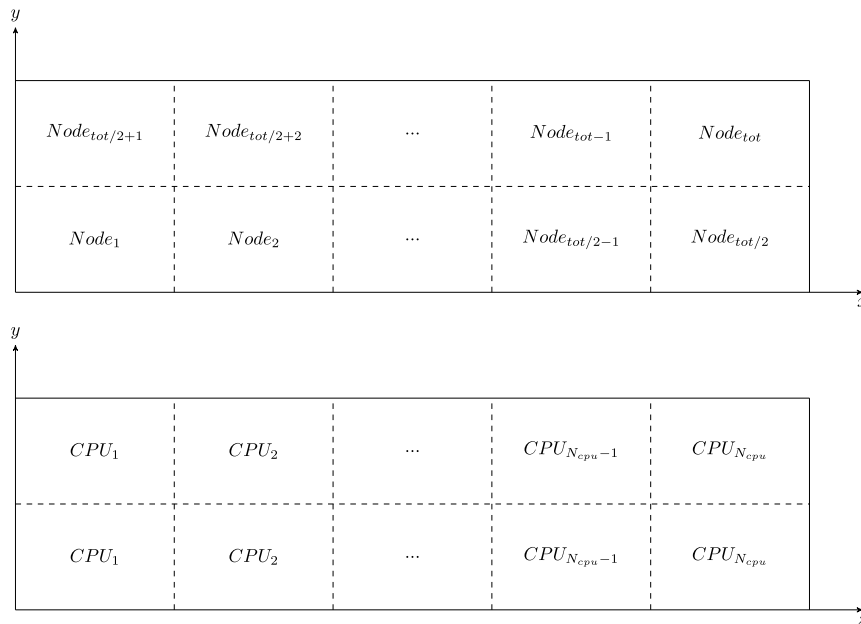 y
Node_{tot/2+1} Node_{tot/2+2} ... Node_{tot-1} Node_{tot}
Node_1 Node_2 ... Node_{tot/2-1} Node_{tot/2}
y
CPU_1 CPU_2 ... CPU_{N_{cpu}-1} CPU_{N_{cpu}}
CPU_1 CPU_2 ... CPU_{N_{cpu}-1} CPU_{N_{cpu}}